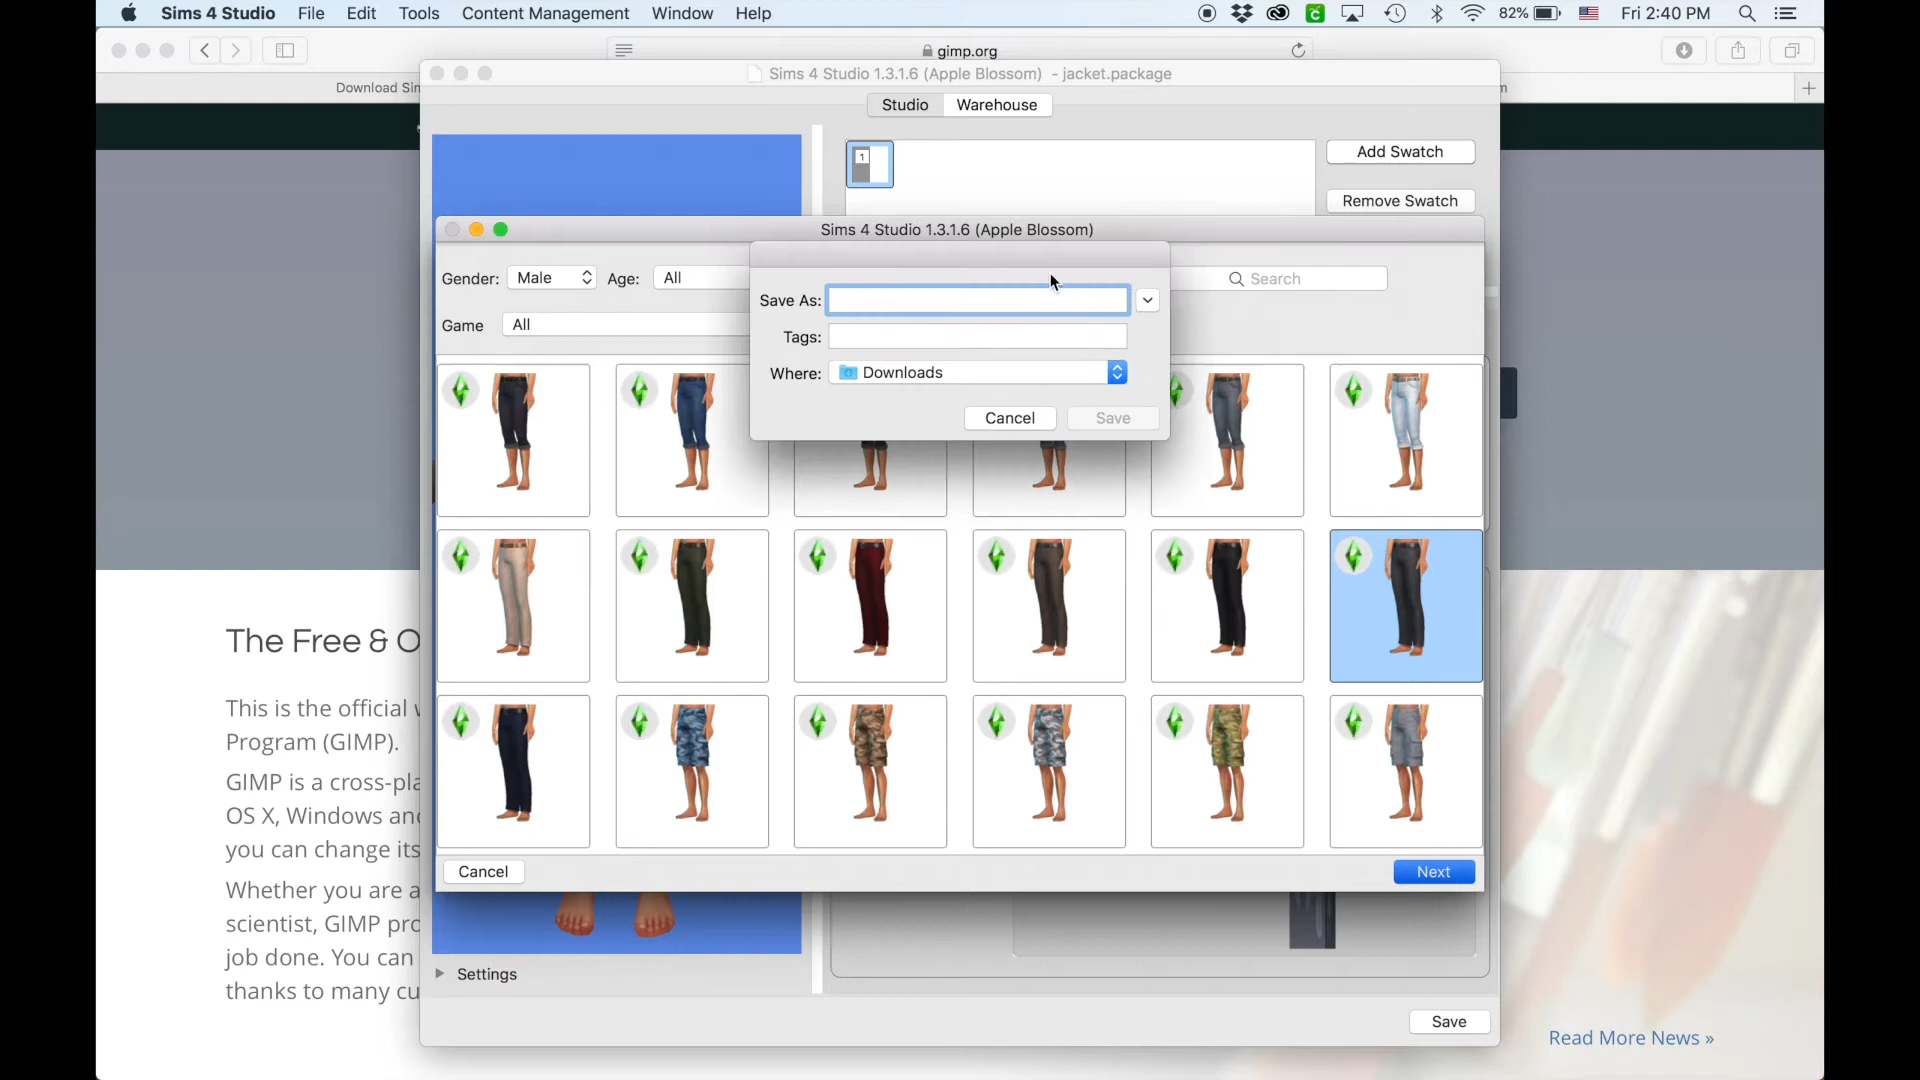 Sims 4 Studio File Edit Tools Content Management Window Help 82% Fri 2:40 PM
gimp.org
Sims 4 Studio 1.3.1.6 (Apple Blossom) - jacket.package
Download Sin
m
Studio Warehouse
1
Add Swatch
Remove Swatch
Sims 4 Studio 1.3.1.6 (Apple Blossom)
Gender: Male Age: All
Search
Game All
Save As:
Tags:
Where: Downloads
Cancel Save
Cancel Next
The Free & O
This is the official
Program (GIMP).
GIMP is a cross-pla
OS X, Windows and
you can change its
Whether you are a
scientist, GIMP pro
job done. You can
thanks to many cu
Settings
Save
Read More News »